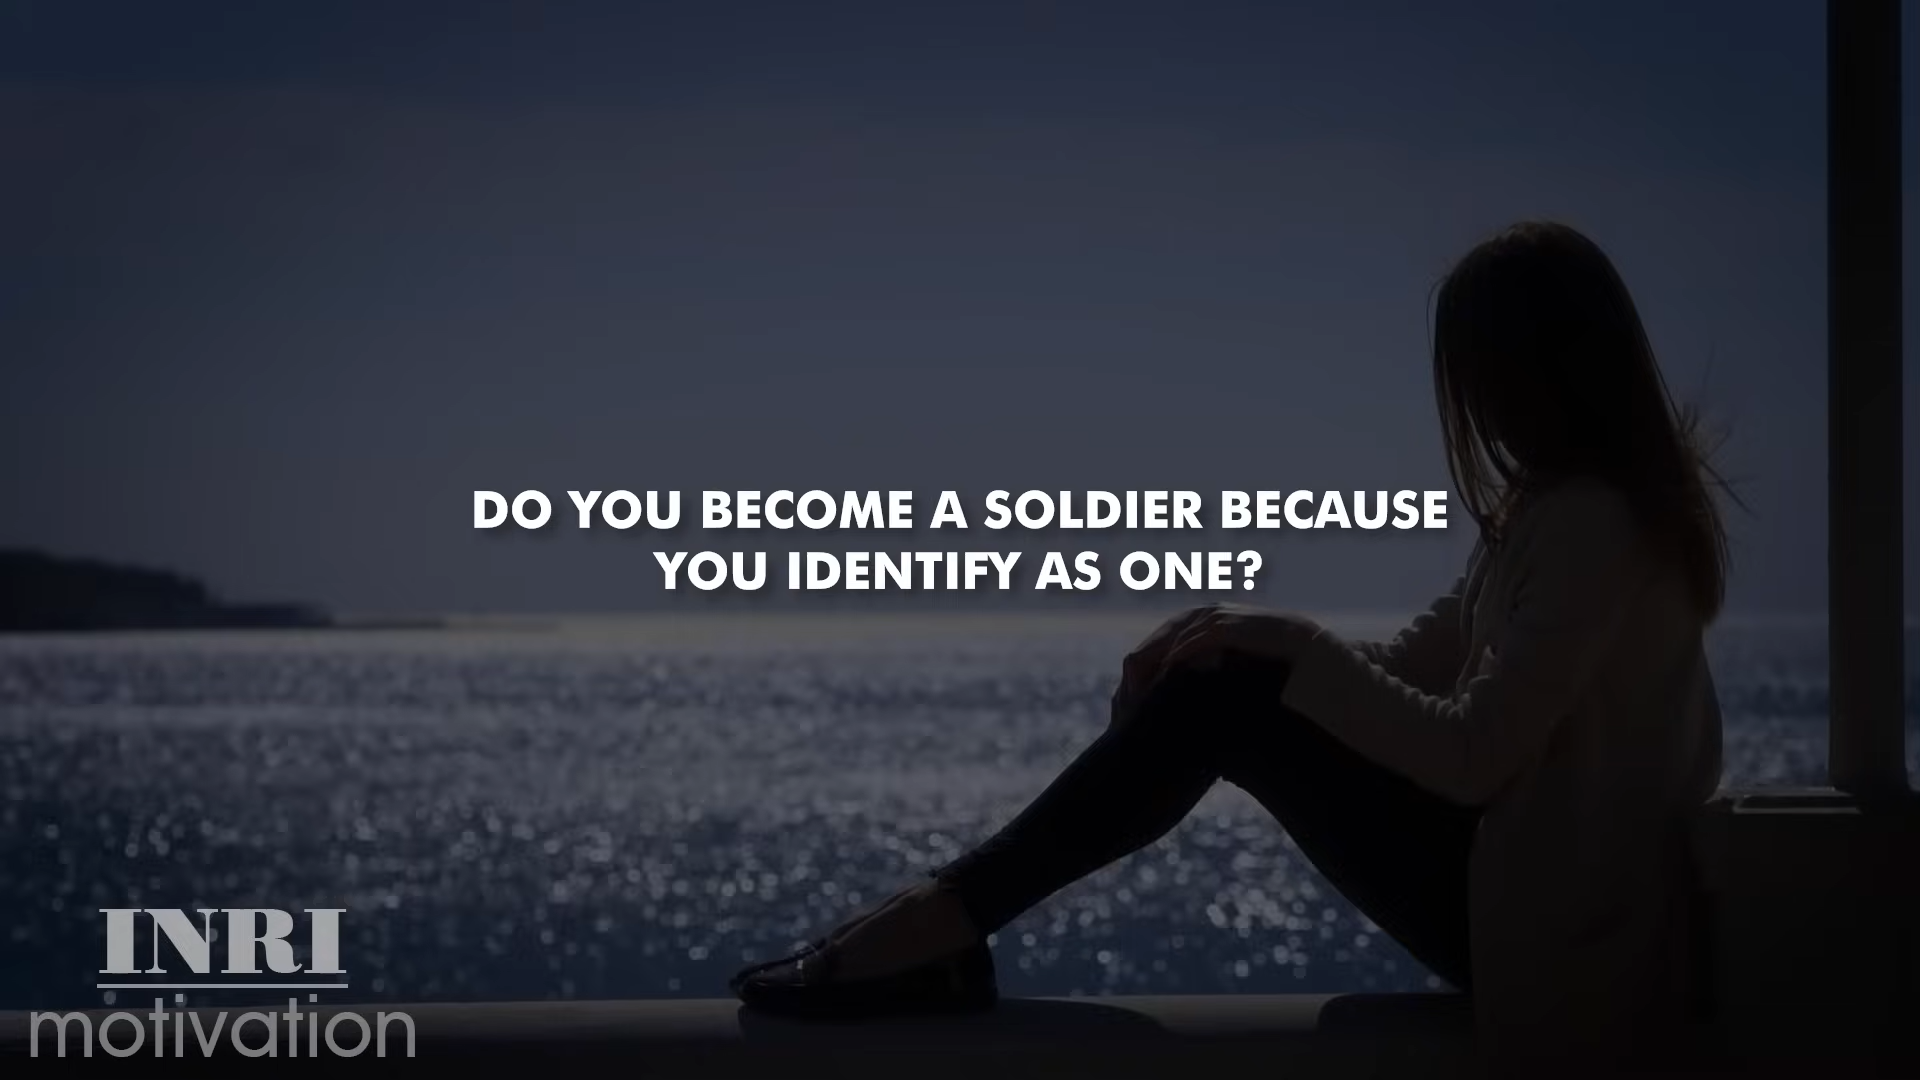 DO YOU BECOME A SOLDIER BECAUSE
YOU IDENTIFY AS ONE?
INRI
motivation